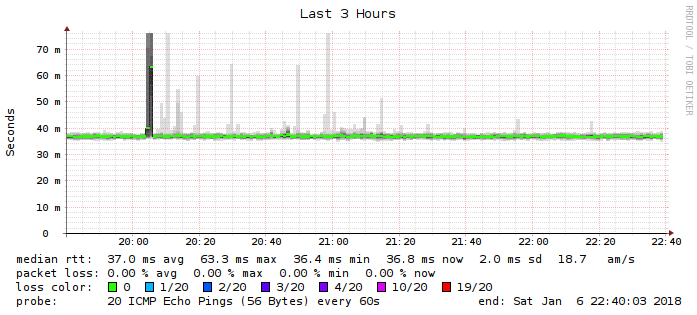 Last 3 Hours
RRDTOOL / TOBI OETIKER
Seconds
70 m
60 m
50 m
40 m
30 m
20 m
10 m
0
20:00 20:20 20:40 21:00 21:20 21:40 22:00 22:20 22:40
median rtt: 37.0 ms avg 63.3 ms max 36.4 ms min 36.8 ms now 2.0 ms sd 18.7 am/s
packet loss: 0.00 % avg 0.00 % max 0.00 % min 0.00 % now
loss color: 0 1/20 2/20 3/20 4/20 10/20 19/20
probe: 20 ICMP Echo Pings (56 Bytes) every 60s end: Sat Jan 6 22:40:03 2018